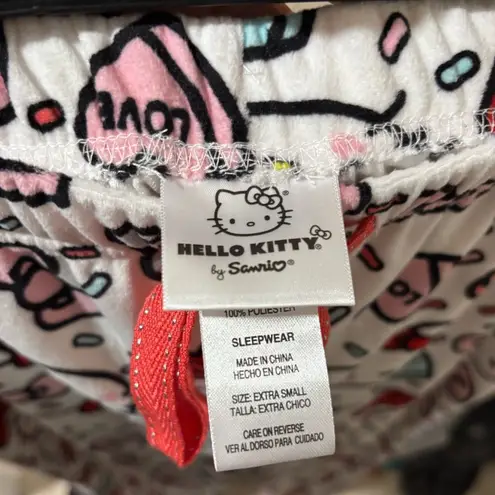 LOVE
HELLO KITTY®
by Sanrio
100% POLIESTER
SLEEPWEAR
MADE IN CHINA
HECHO EN CHINA
SIZE: EXTRA SMALL
TALLA: EXTRA CHICO
CARE ON REVERSE
VER AL DORSO PARA CUIDADO